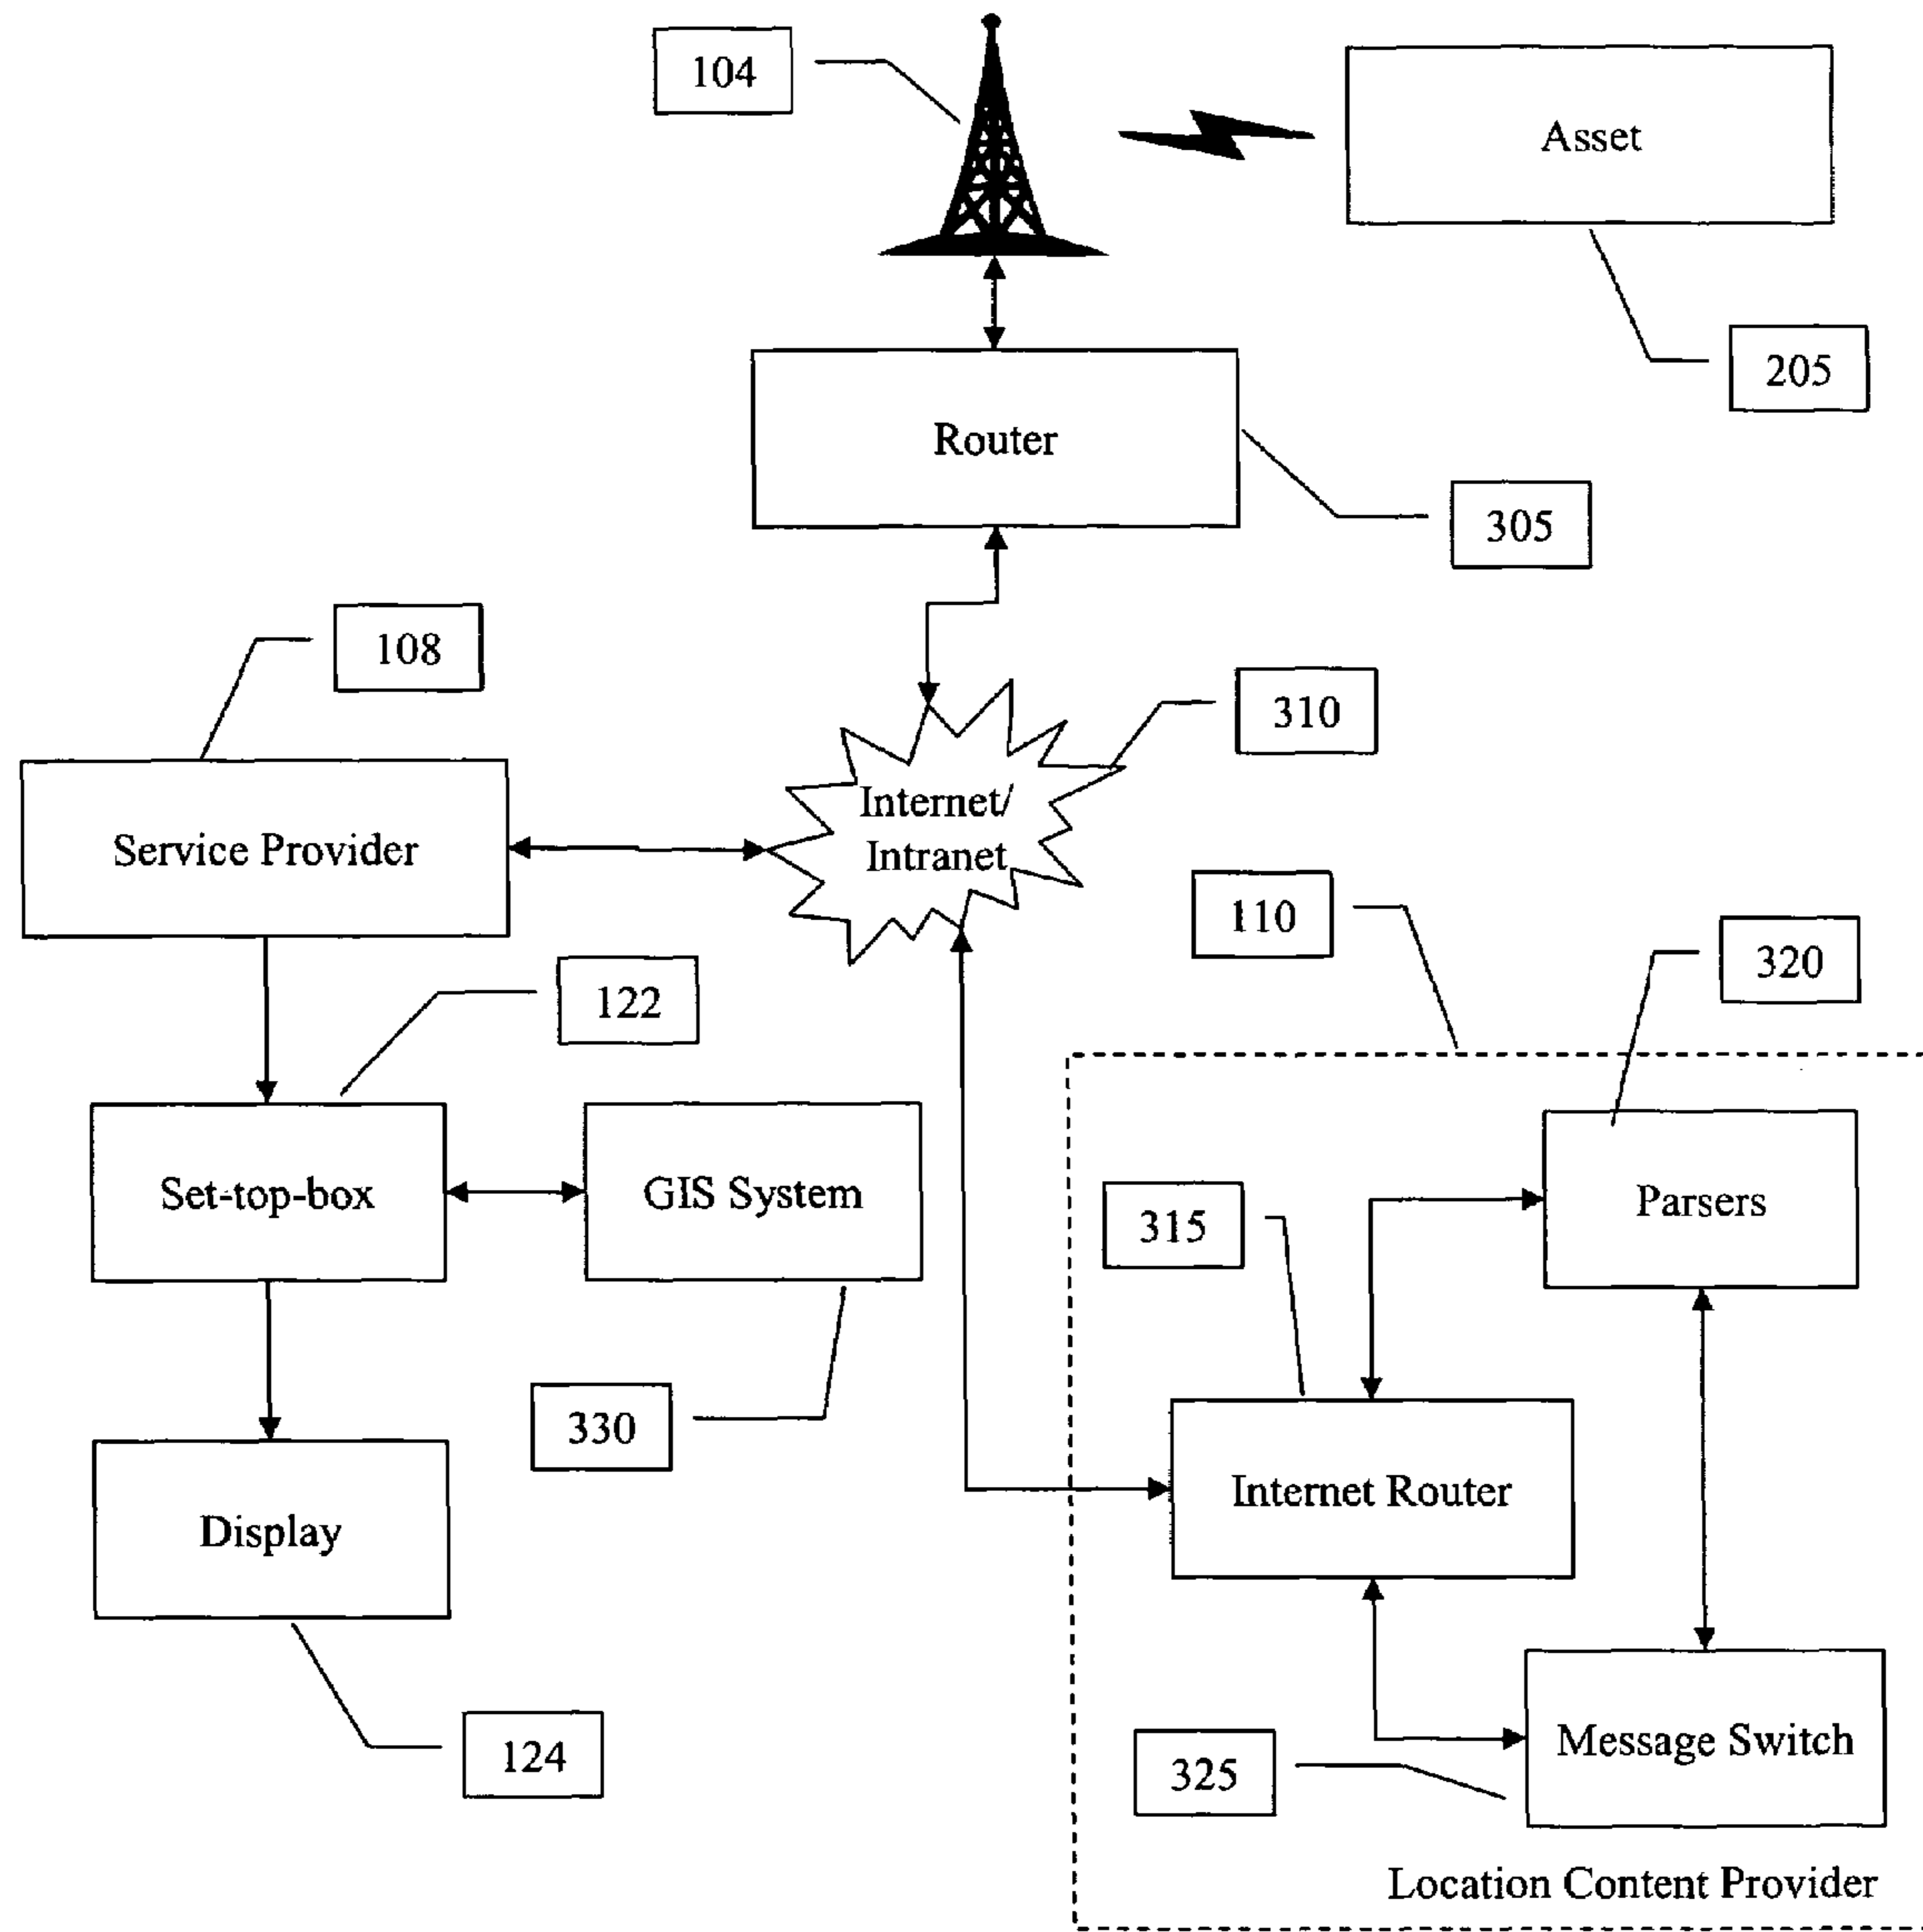 104
Asset
205
Router
305
108
310
Internet/
Intranet
Service Provider
110
320
122
Set-top-box
GIS System
Parsers
315
330
Internet Router
Display
124
325
Message Switch
Location Content Provider